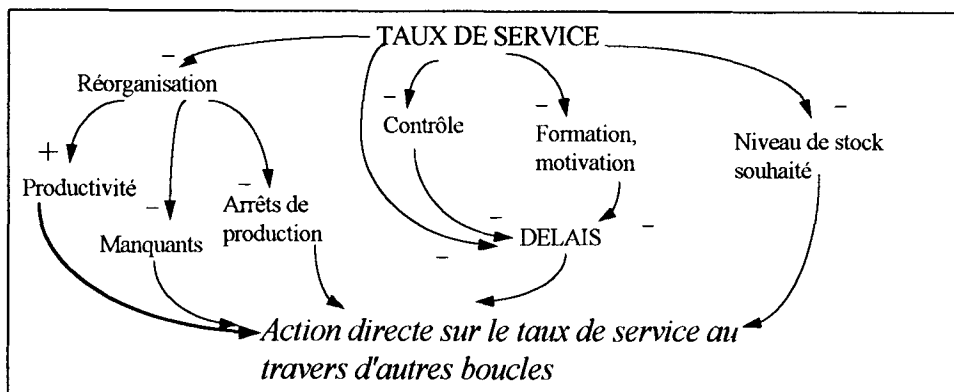 TAUX DE SERVICE
–
Réorganisation
–
Contrôle
–
Formation,
motivation
–
Niveau de stock
souhaité
+
Productivité
–
Manquants
–
Arrêts de
production
–
–
–
DELAIS
Action directe sur le taux de service au
travers d'autres boucles